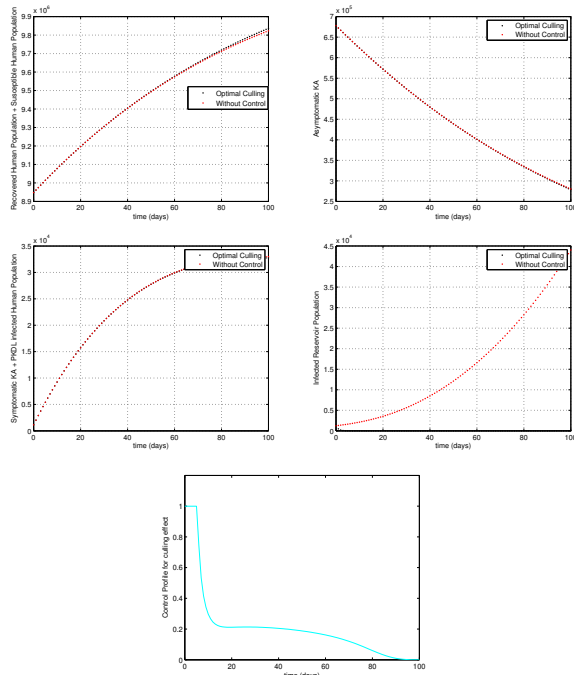 x 10^6
9.9
9.8
9.7
9.6
9.5
9.4
9.3
9.2
9.1
9
8.9
0 20 40 60 80 100
time (days)
Recovered Human Population + Susceptible Human Population
Optimal Culling
Without Control
x 10^5
7
6.5
6
5.5
5
4.5
4
3.5
3
2.5
0 20 40 60 80 100
time (days)
Asymptomatic KA
Optimal Culling
Without Control
x 10^4
3.5
3
2.5
2
1.5
1
0.5
0
0 20 40 60 80 100
time (days)
Symptomatic KA + PKDL infected Human Population
Optimal Culling
Without Control
x 10^4
4.5
4
3.5
3
2.5
2
1.5
1
0.5
0
0 20 40 60 80 100
time (days)
Infected Reservoir Population
Optimal Culling
Without Control
1
0.8
0.6
0.4
0.2
0
0 20 40 60 80 100
time (days)
Control Profile for culling effect